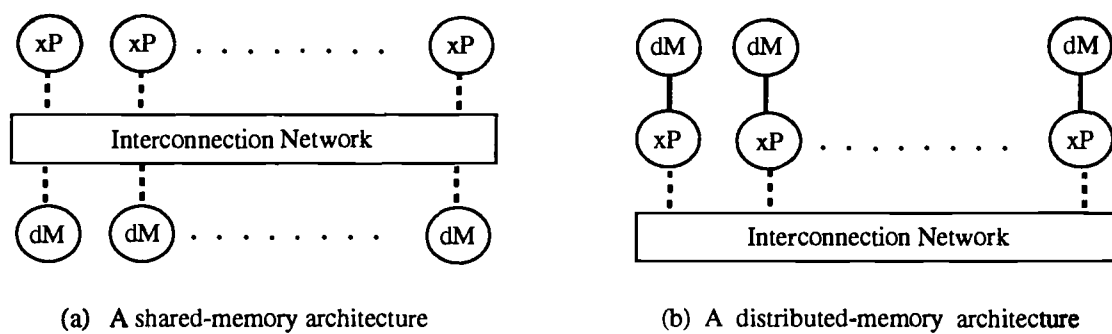 xP xP . . . . . . . . xP
Interconnection Network
dM dM . . . . . . . . dM
(a) A shared-memory architecture
dM dM dM
xP xP . . . . . . . . xP
Interconnection Network
(b) A distributed-memory architecture